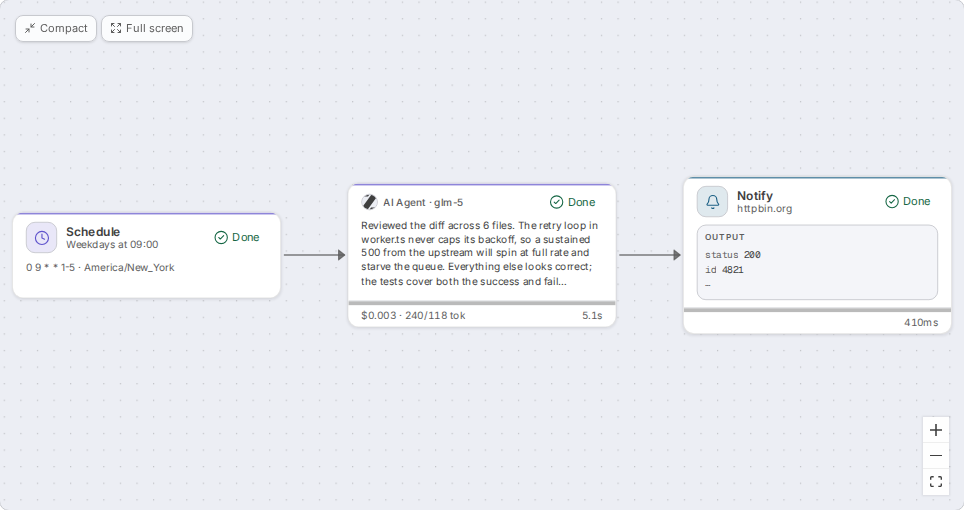 Compact
Full screen
Schedule
Weekdays at 09:00
Done
0 9 * * 1-5 · America/New_York
AI Agent · glm-5
Done
Reviewed the diff across 6 files. The retry loop in
worker.ts never caps its backoff, so a sustained
500 from the upstream will spin at full rate and
starve the queue. Everything else looks correct;
the tests cover both the success and fail...
$0.003 · 240/118 tok
5.1s
Notify
httpbin.org
Done
OUTPUT
status 200
id 4821
–
410ms